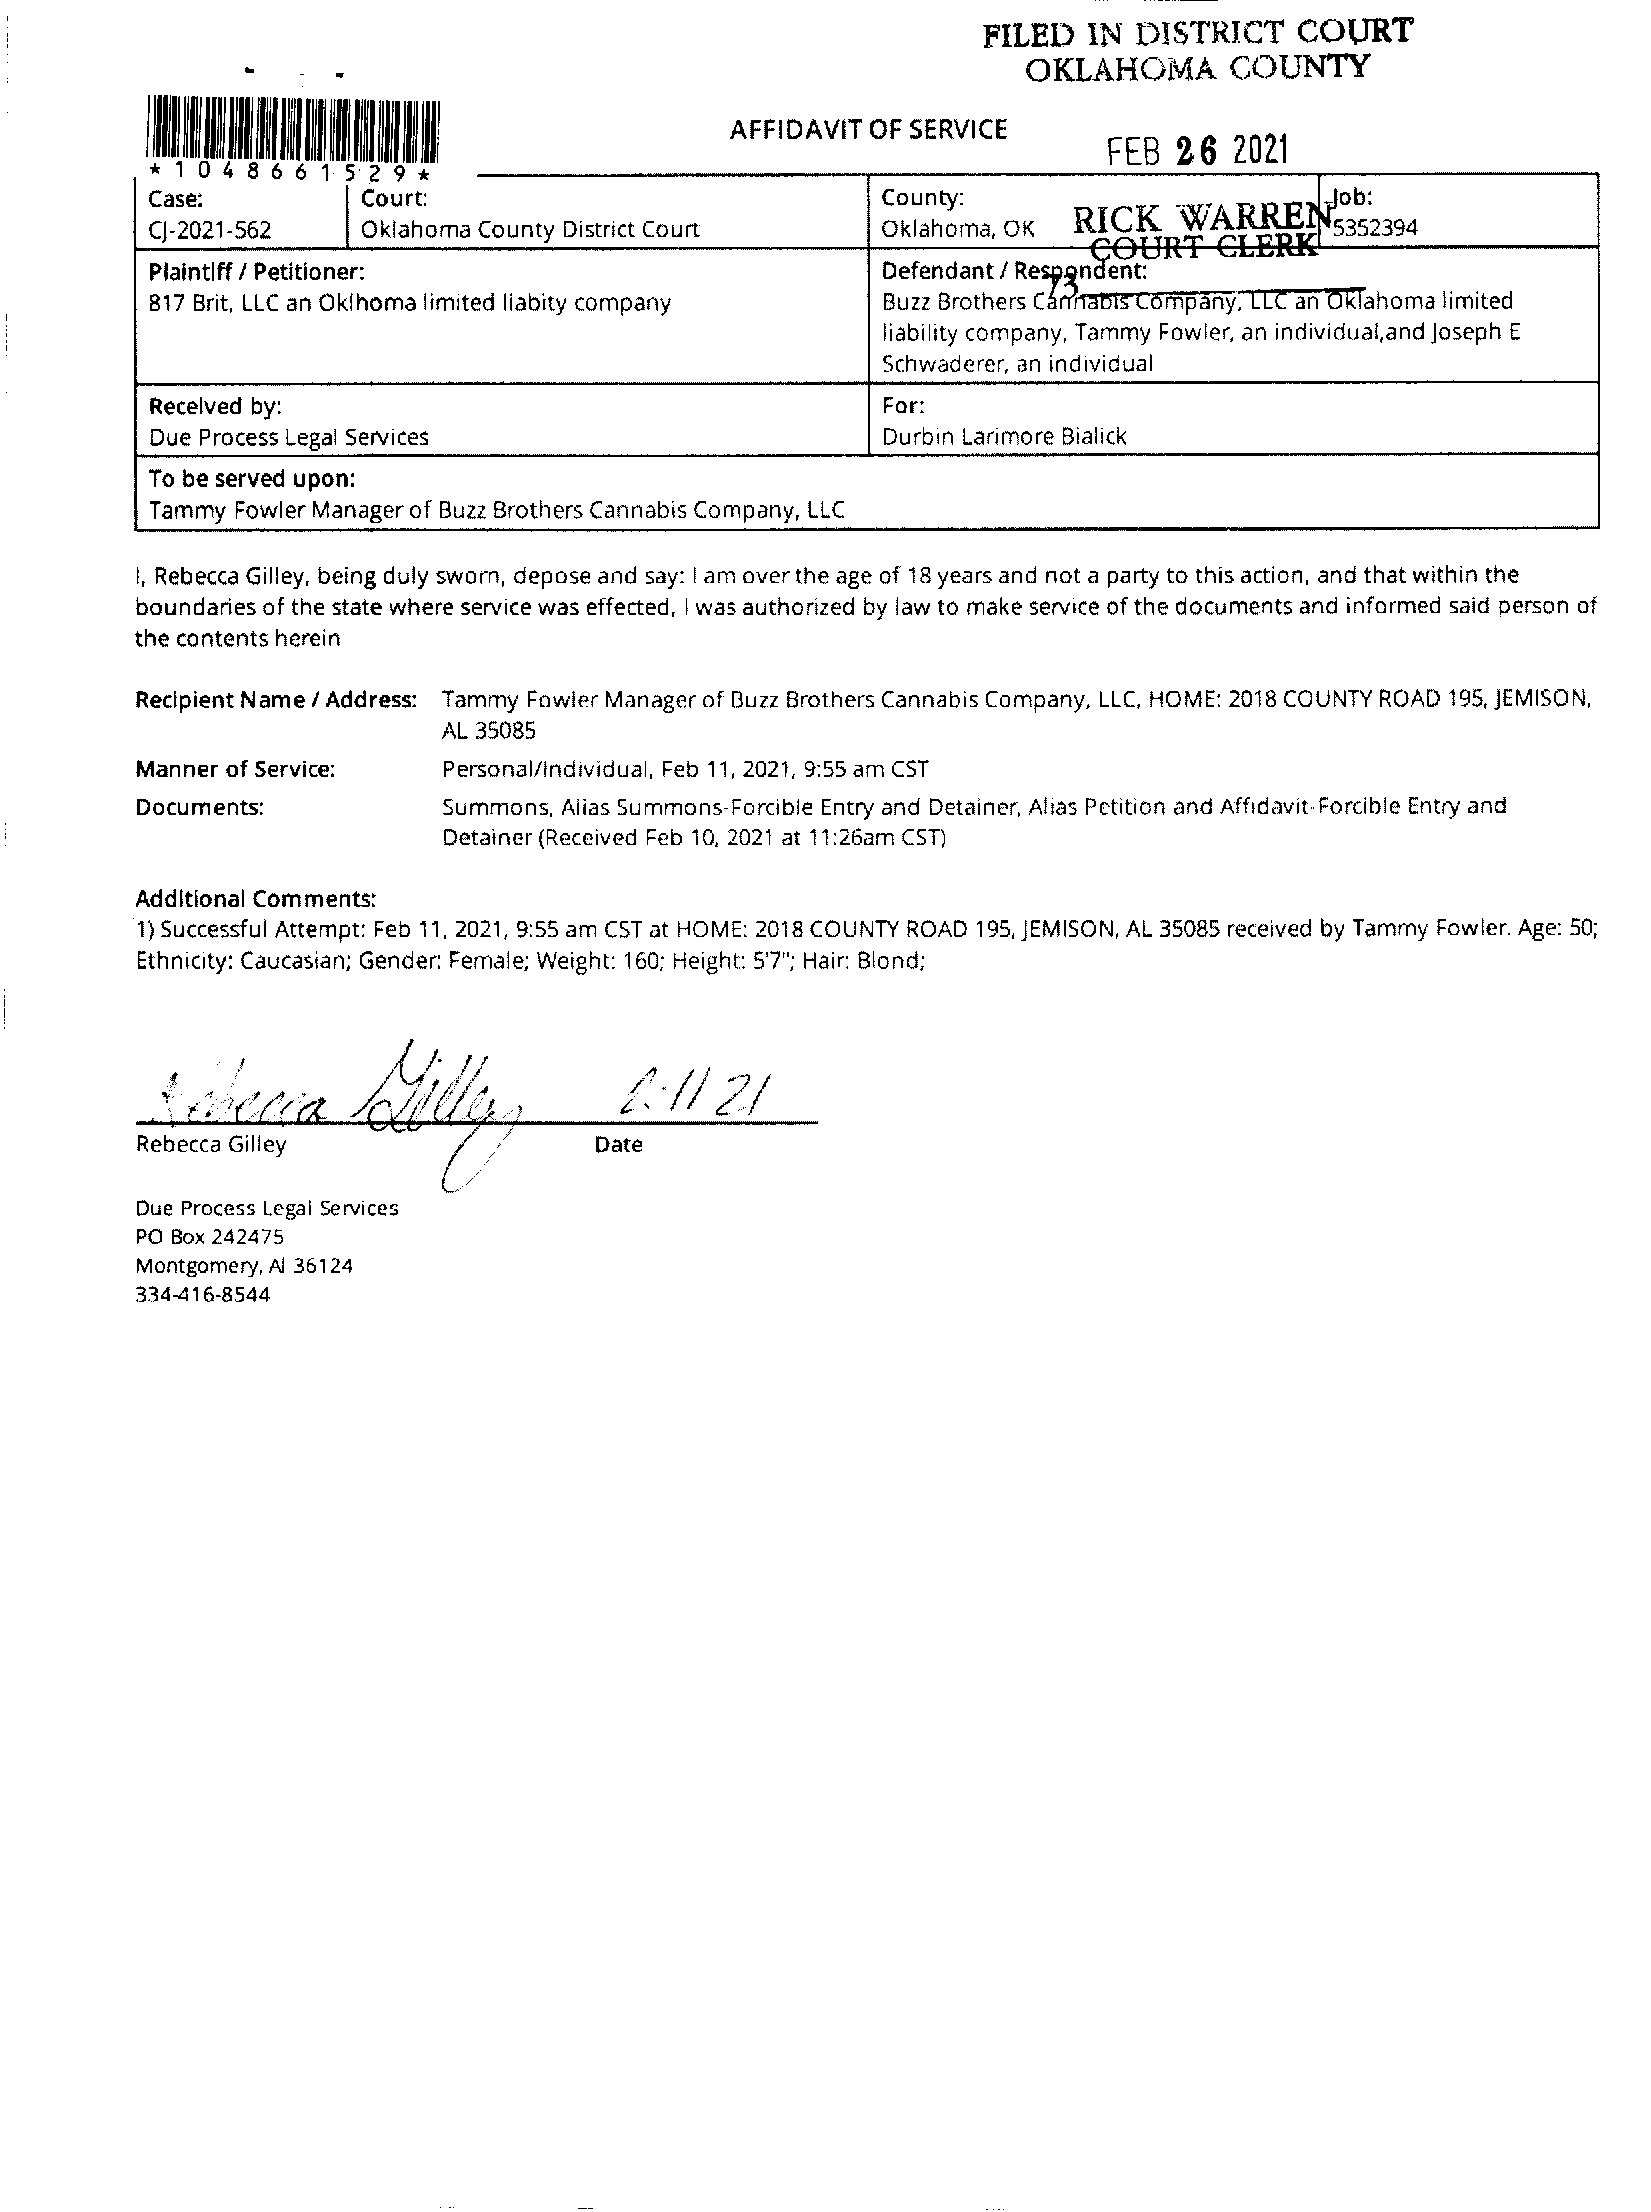 FILED IN DISTRICT COURT
OKLAHOMA COUNTY
AFFIDAVIT OF SERVICE
FEB 26 2021
*1048661529*
Case:
CJ-2021-562
Court:
Oklahoma County District Court
County:
Oklahoma, OK
RICK WARREN
COURT CLERK
Job:
5352394
Plaintiff / Petitioner:
817 Brit, LLC an Oklhoma limited liabity company
Defendant / Respondent:
73
Buzz Brothers Cannabis Company, LLC an Oklahoma limited
liability company, Tammy Fowler, an individual,and Joseph E
Schwaderer, an individual
Received by:
Due Process Legal Services
For:
Durbin Larimore Bialick
To be served upon:
Tammy Fowler Manager of Buzz Brothers Cannabis Company, LLC
I, Rebecca Gilley, being duly sworn, depose and say: I am over the age of 18 years and not a party to this action, and that within the
boundaries of the state where service was effected, I was authorized by law to make service of the documents and informed said person of
the contents herein
Recipient Name / Address: Tammy Fowler Manager of Buzz Brothers Cannabis Company, LLC, HOME: 2018 COUNTY ROAD 195, JEMISON,
AL 35085
Manner of Service: Personal/Individual, Feb 11, 2021, 9:55 am CST
Documents: Summons, Alias Summons-Forcible Entry and Detainer, Alias Petition and Affidavit-Forcible Entry and
Detainer (Received Feb 10, 2021 at 11:26am CST)
Additional Comments:
1) Successful Attempt: Feb 11, 2021, 9:55 am CST at HOME: 2018 COUNTY ROAD 195, JEMISON, AL 35085 received by Tammy Fowler. Age: 50;
Ethnicity: Caucasian; Gender: Female; Weight: 160; Height: 5'7"; Hair: Blond;
Rebecca Gilley 2-11 21
Rebecca Gilley Date
Due Process Legal Services
PO Box 242475
Montgomery, Al 36124
334-416-8544